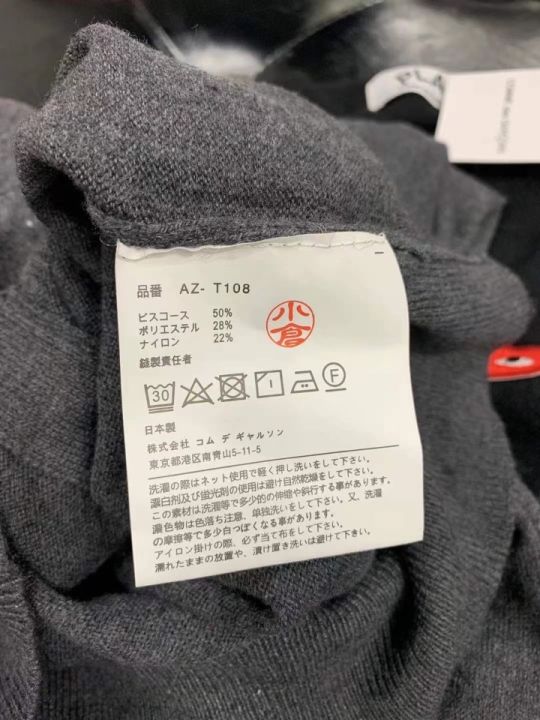 PLA
COMME des GARÇONS
品番 AZ- T108
ビスコース 50%
ポリエステル 28%
ナイロン 22%
小倉
縫製責任者
30
F
日本製
株式会社 コム デ ギャルソン
東京都港区南青山5-11-5
洗濯の際はネット使用で軽く押し洗いをして下さい。
漂白剤及び蛍光剤の使用は避け自然乾燥をして下さい。
この素材は洗濯等で多少的の伸縮や斜行する事があります。
濃色物は色落ち注意、単独洗いをして下さい。又、洗濯
の摩擦等で多少白っぽくなる事が有ります。
アイロン掛けの際、必ず当て布をして下さい。
濡れたままの放置や、漬け置き洗いは避けて下さい。